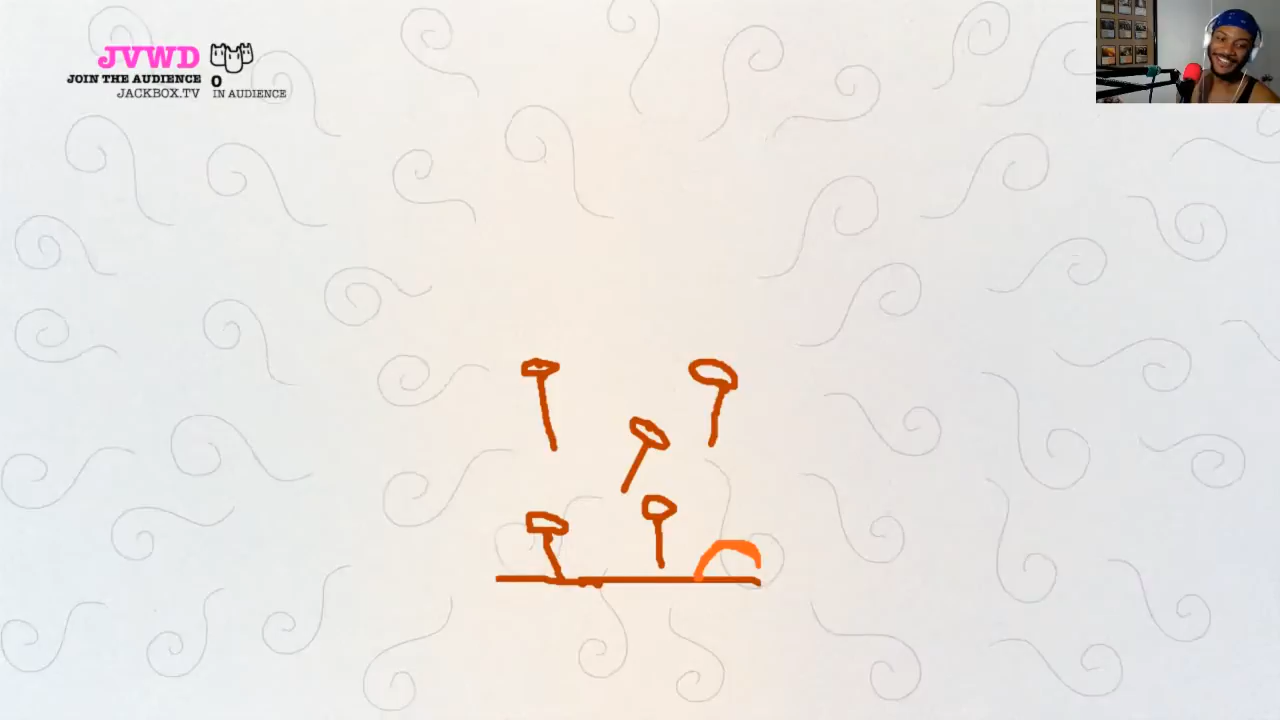 JVWD
JOIN THE AUDIENCE
JACKBOX.TV
0
IN AUDIENCE